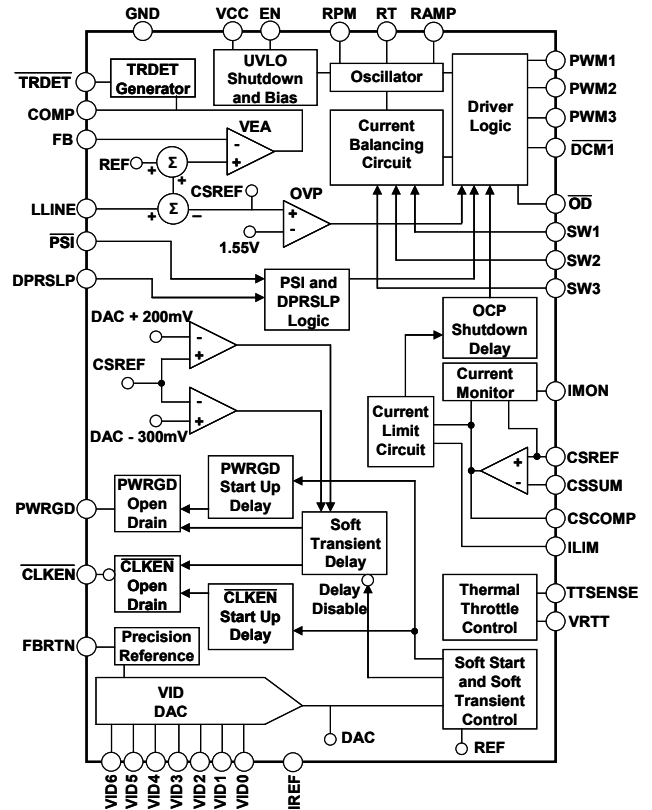 GND
VCC
EN
RPM
RT
RAMP
TRDET
COMP
FB
LLINE
PSI
DPRSLP
TRDET
Generator
UVLO
Shutdown
and Bias
Oscillator
Current
Balancing
Circuit
Driver
Logic
PWM1
PWM2
PWM3
DCM1
OD
SW1
SW2
SW3
VEA
-
+
REF
+
Σ
+
+
Σ
–
CSREF
OVP
+
-
1.55V
PSI and
DPRSLP
Logic
OCP
Shutdown
Delay
DAC + 200mV
-
+
CSREF
-
+
DAC - 300mV
Current
Monitor
IMON
Current
Limit
Circuit
+
–
CSREF
CSSUM
CSCOMP
ILIM
PWRGD
PWRGD
Open
Drain
PWRGD
Start Up
Delay
Soft
Transient
Delay
Delay
Disable
CLKEN
CLKEN
Open
Drain
CLKEN
Start Up
Delay
Thermal
Throttle
Control
TTSENSE
VRTT
FBRTN
Precision
Reference
VID
DAC
Soft Start
and Soft
Transient
Control
DAC
REF
VID6
VID5
VID4
VID3
VID2
VID1
VID0
IREF